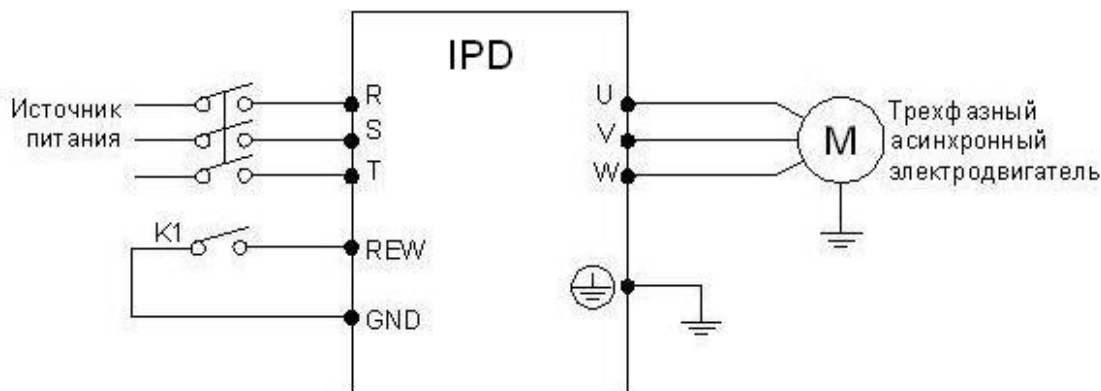 IPD
Источник
питания
R
S
T
U
V
W
M
Трехфазный
асинхронный
электродвигатель
K1
REW
GND